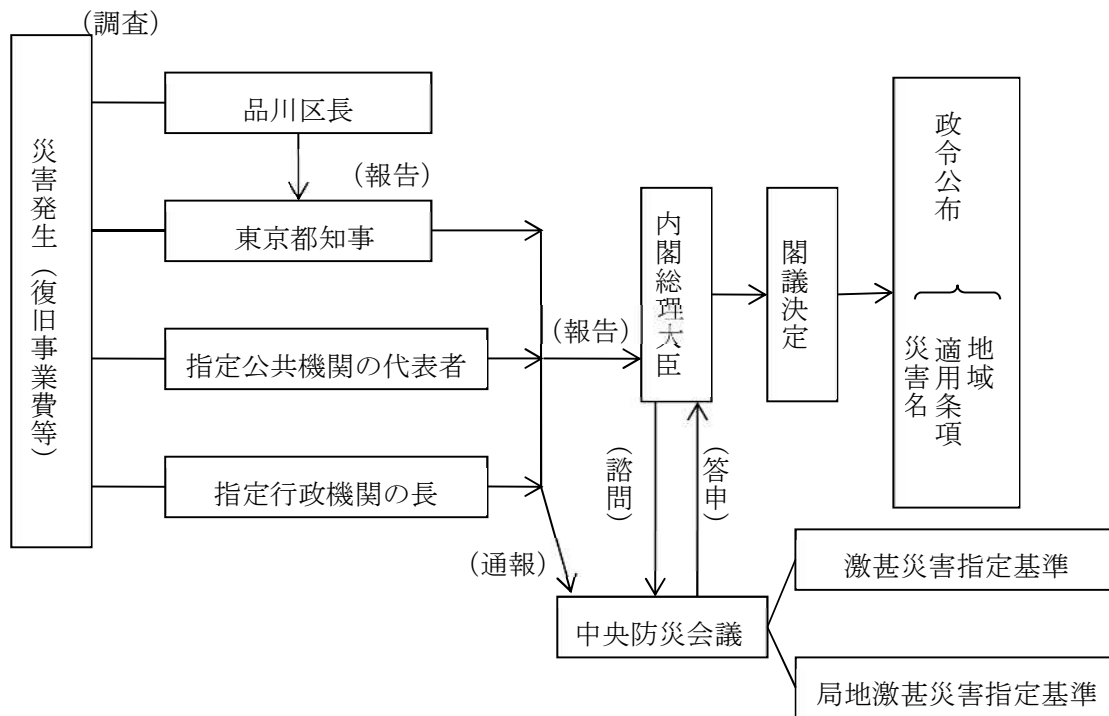 （調査）
災害発生（復旧事業費等）
品川区長
（報告）
東京都知事
指定公共機関の代表者
指定行政機関の長
（報告）
（通報）
内閣総理大臣
閣議決定
政令公布
地域
適用条項
災害名
（諮問）
（答申）
中央防災会議
激甚災害指定基準
局地激甚災害指定基準